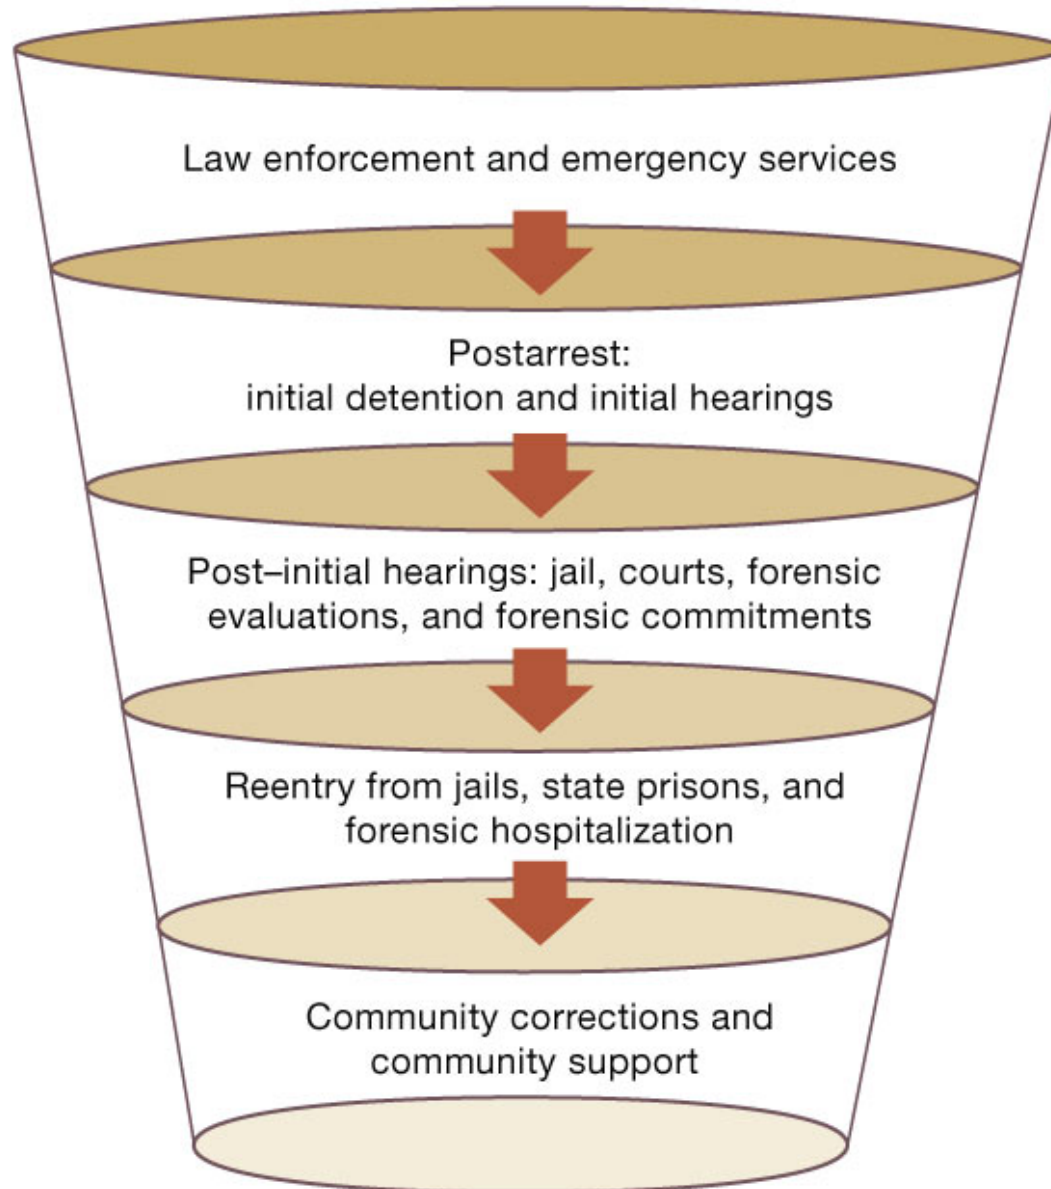 Law enforcement and emergency services
Postarrest:
initial detention and initial hearings
Post–initial hearings: jail, courts, forensic
evaluations, and forensic commitments
Reentry from jails, state prisons, and
forensic hospitalization
Community corrections and
community support